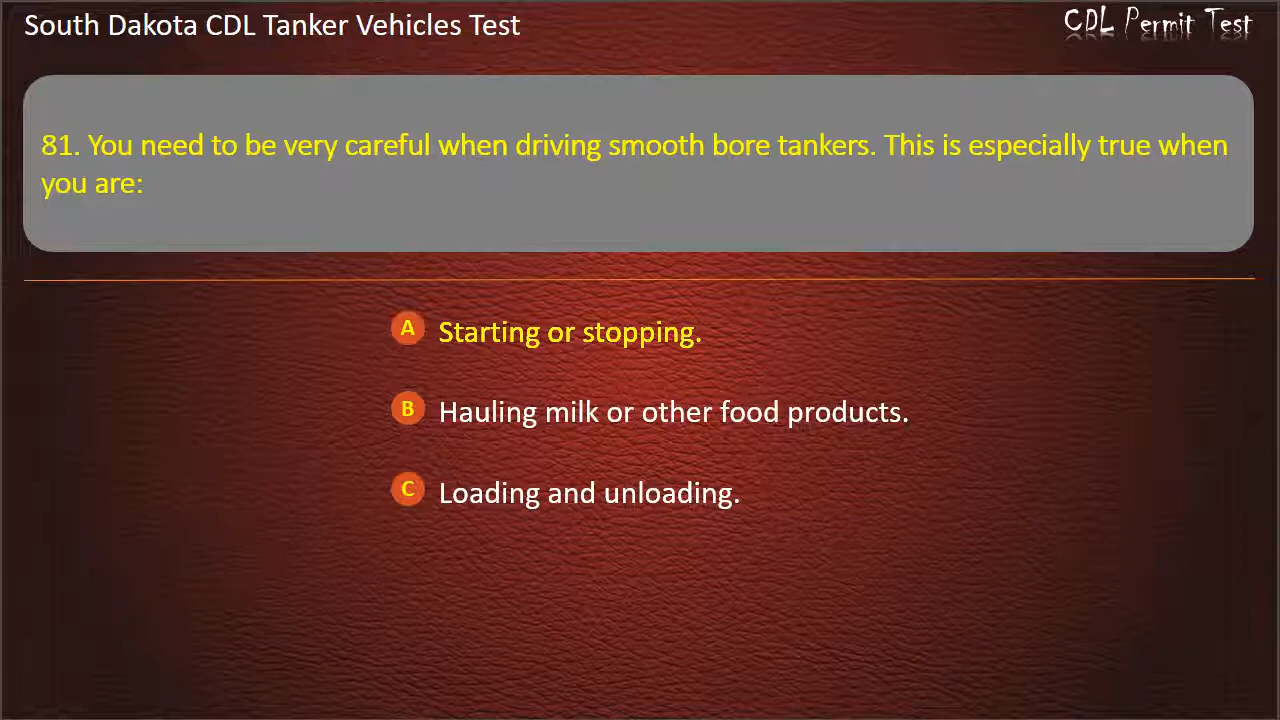 South Dakota CDL Tanker Vehicles Test
CDL Permit Test
81. You need to be very careful when driving smooth bore tankers. This is especially true when
you are:
A Starting or stopping.
B Hauling milk or other food products.
C Loading and unloading.